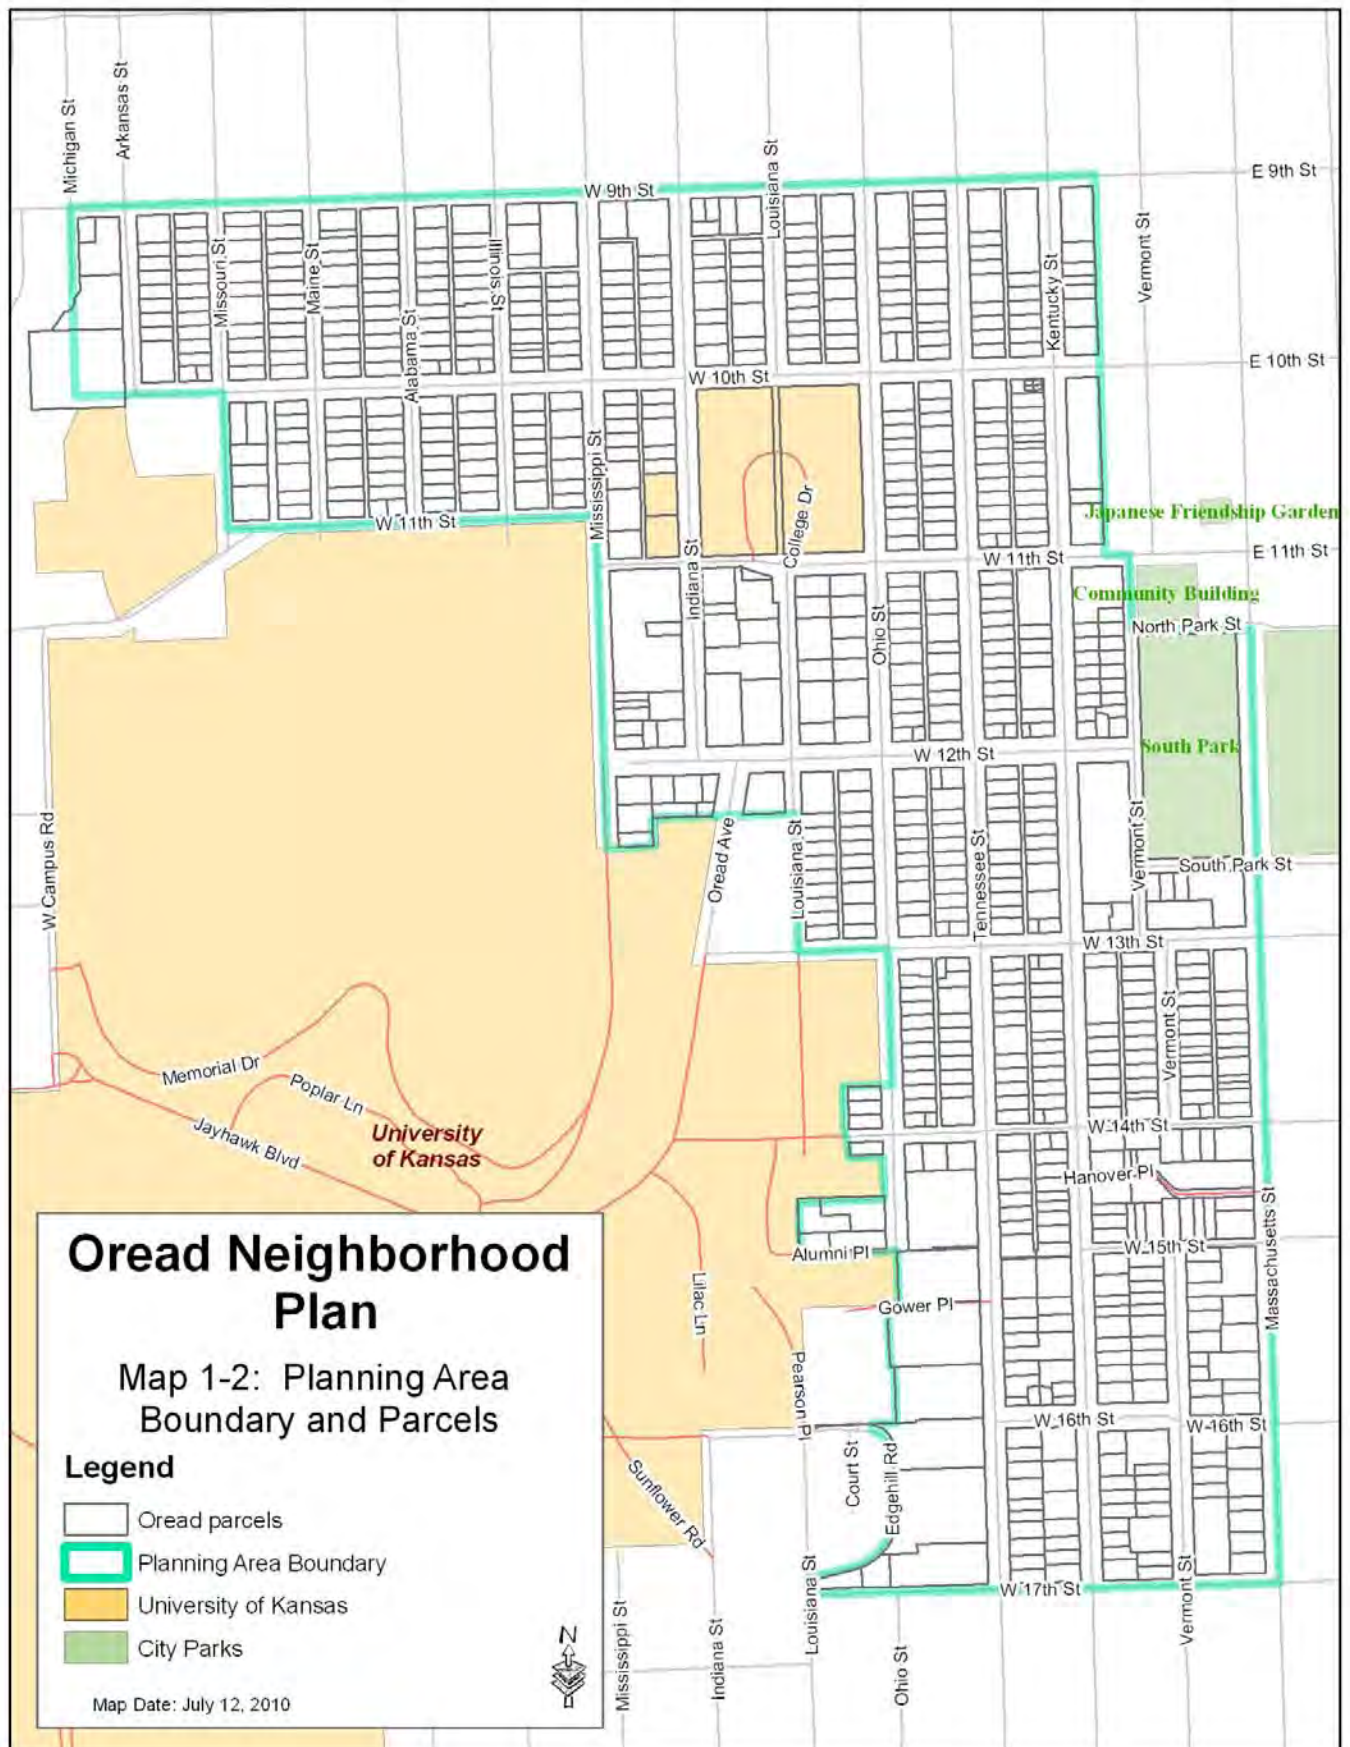 Michigan St
Arkansas St
Louisiana St
W 9th St
E 9th St
Missouri St
Maine St
Alabama St
Illinois St
Kentucky St
Vermont St
W 10th St
E 10th St
Mississippi St
College Dr
W 11th St
Indiana St
Japanese Friendship Garden
W 11th St
E 11th St
Community Building
North Park St
Ohio St
South Park
W 12th St
W Campus Rd
Oread Ave
Louisiana St
Tennessee St
Vermont St
South Park St
W 13th St
Vermont St
Memorial Dr
Poplar Ln
Jayhawk Blvd
University
of Kansas
W 14th St
Hanover Pl
Massachusetts St
Alumni Pl
W 15th St
Lilac Ln
Gower Pl
Pearson Pl
W 16th St
W 16th St
Court St
Edgehill Rd
Sunflower Rd
W 17th St
Louisiana St
Vermont St
Mississippi St
Indiana St
Ohio St
Oread Neighborhood
Plan
Map 1-2: Planning Area
Boundary and Parcels
Legend
Oread parcels
Planning Area Boundary
University of Kansas
City Parks
N
Map Date: July 12, 2010